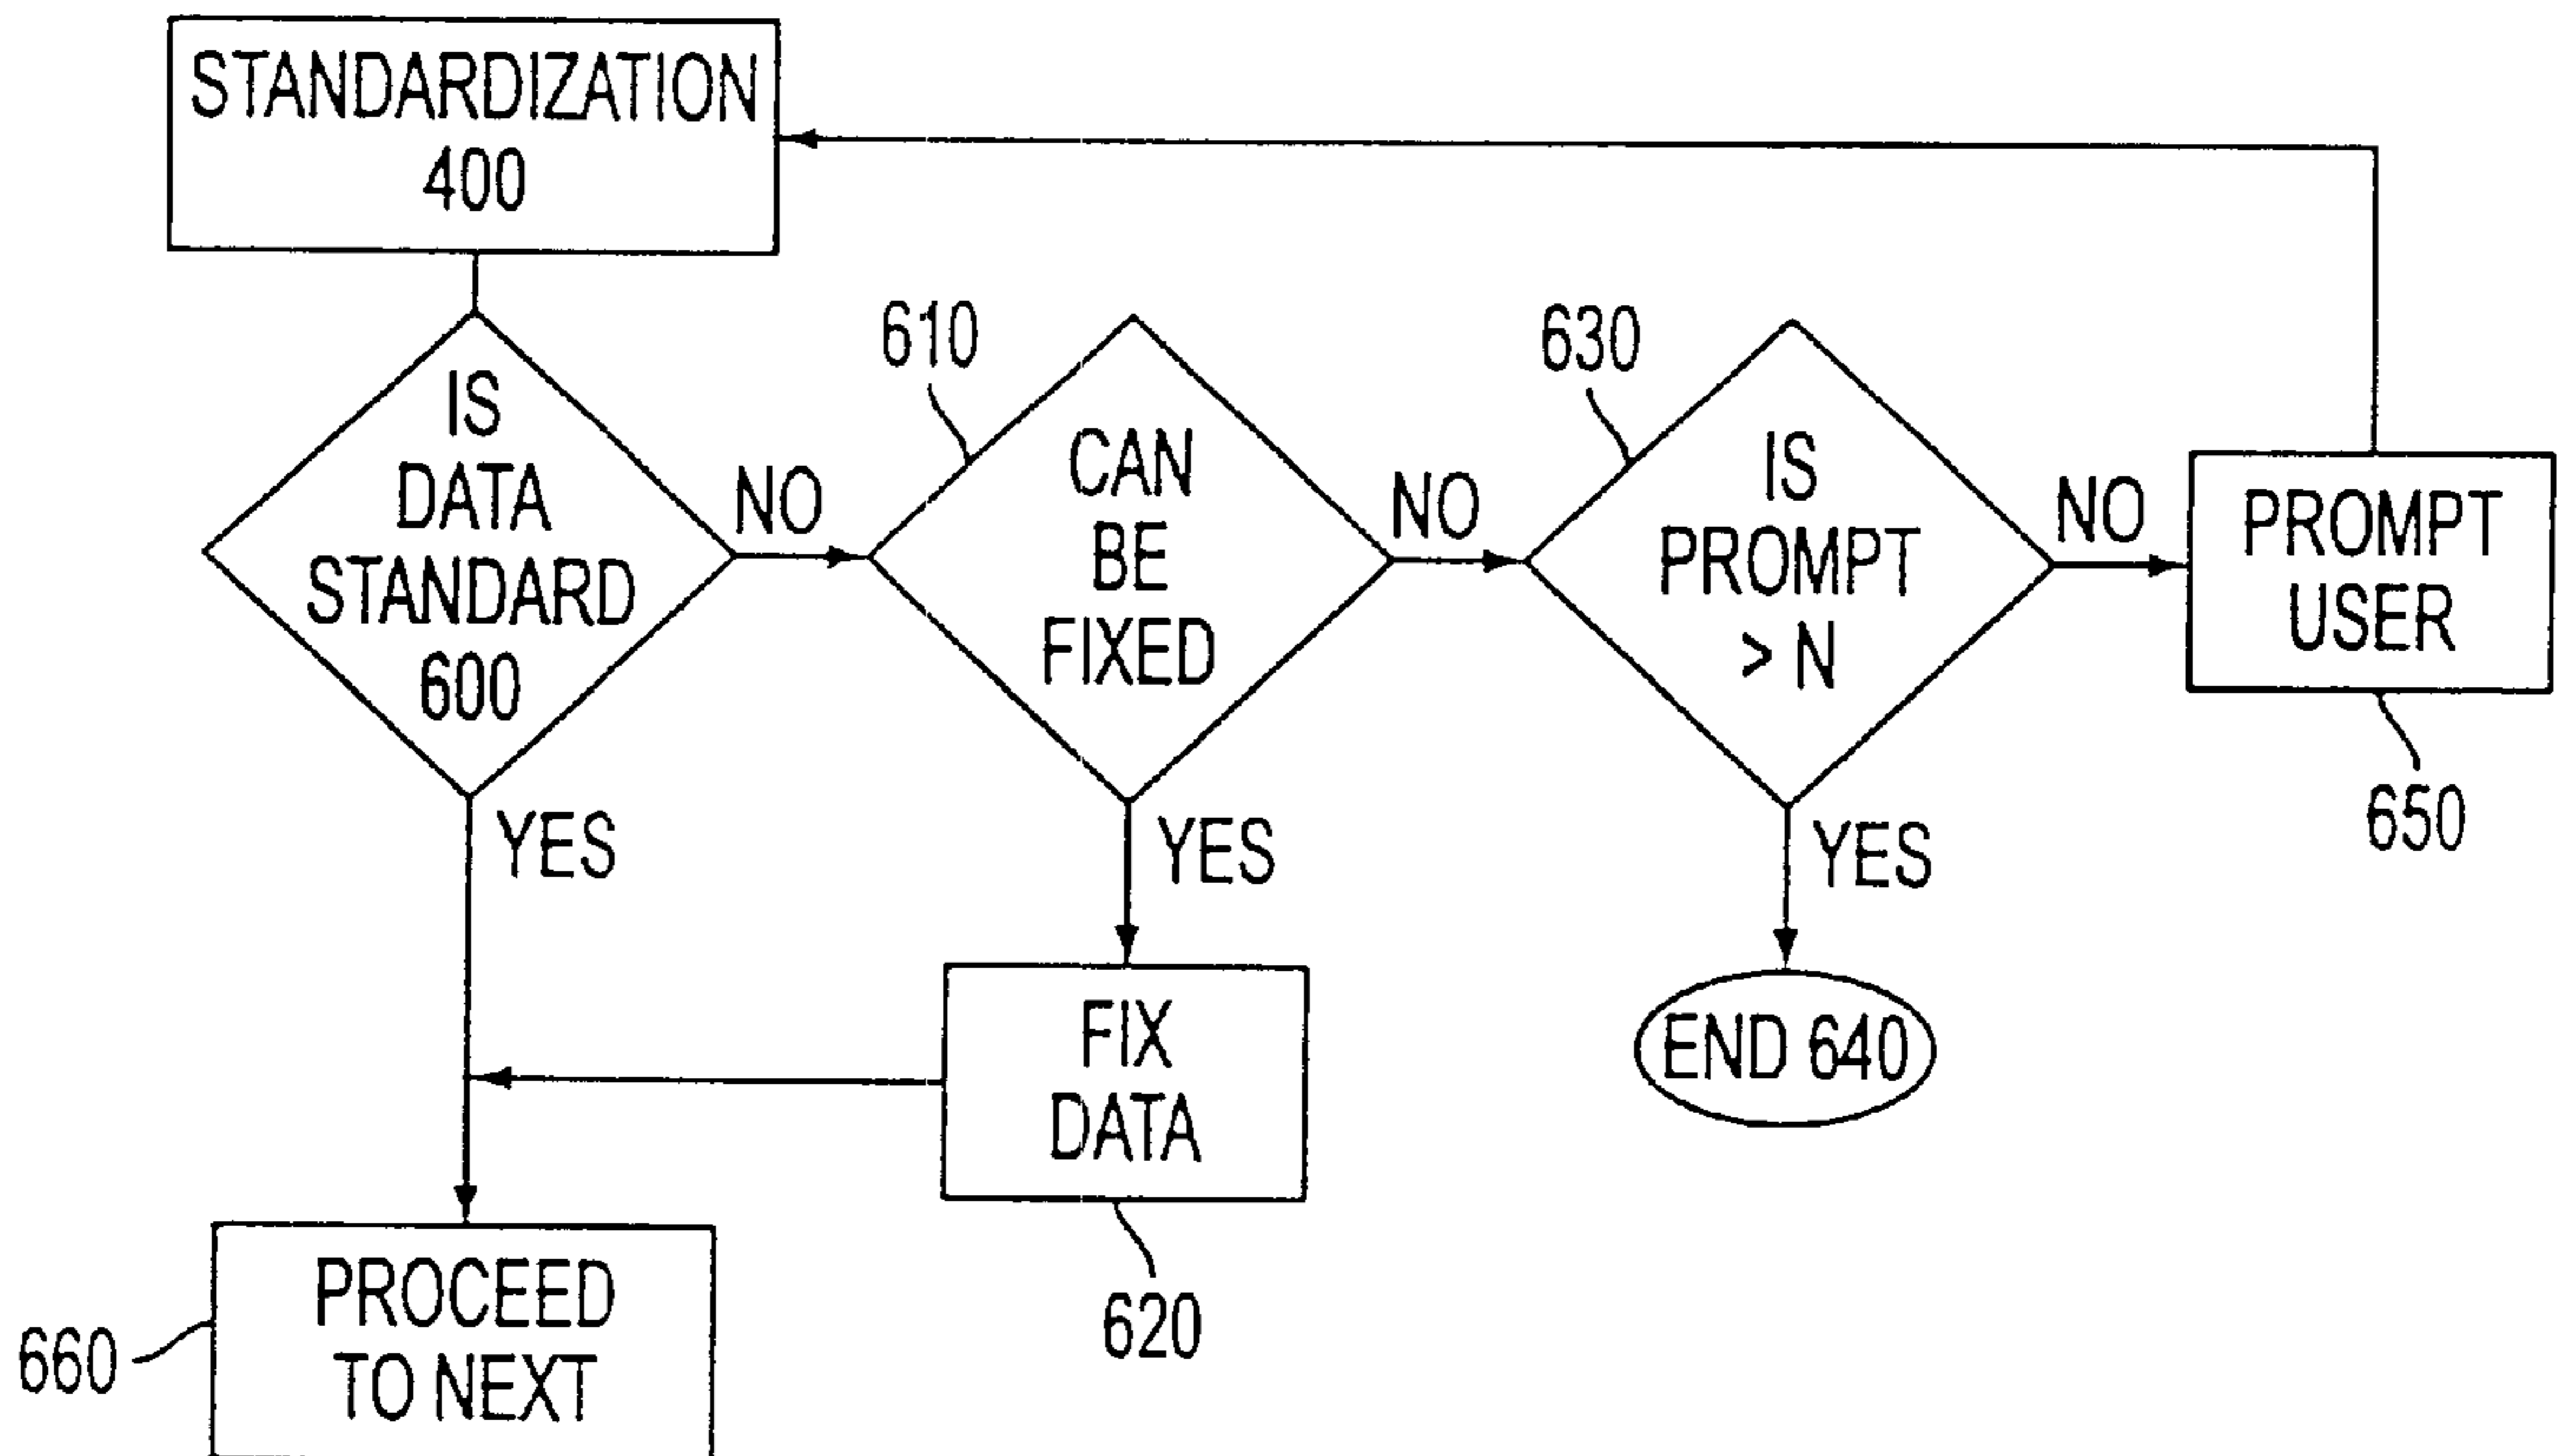 STANDARDIZATION
400
IS
DATA
STANDARD
600
NO
610
CAN
BE
FIXED
NO
630
IS
PROMPT
> N
NO
PROMPT
USER
650
YES
YES
YES
FIX
DATA
620
END 640
660
PROCEED
TO NEXT